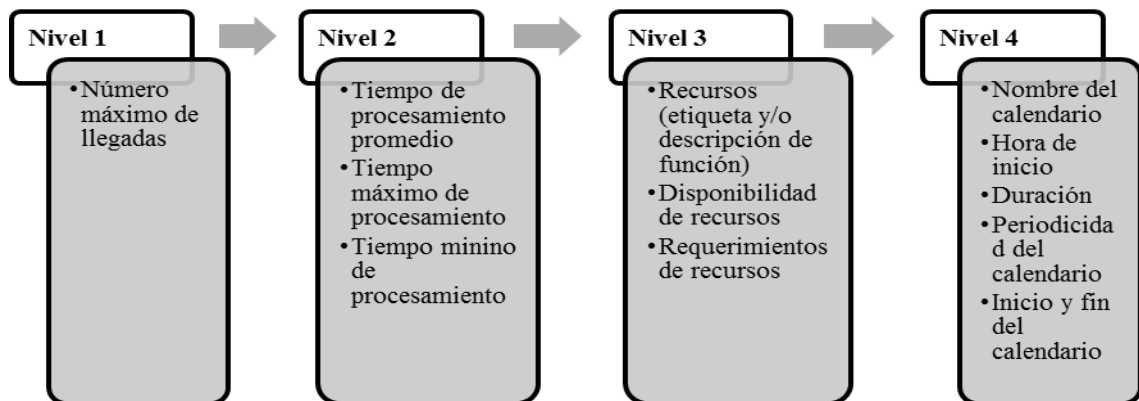 Nivel 1
•Número
máximo de
llegadas
Nivel 2
•Tiempo de
procesamiento
promedio
•Tiempo
máximo de
procesamiento
•Tiempo minino
de
procesamiento
Nivel 3
•Recursos
(etiqueta y/o
descripción de
función)
•Disponibilidad
de recursos
•Requerimientos
de recursos
Nivel 4
•Nombre del
calendario
•Hora de
inicio
•Duración
•Periodicida
d del
calendario
•Inicio y fin
del
calendario